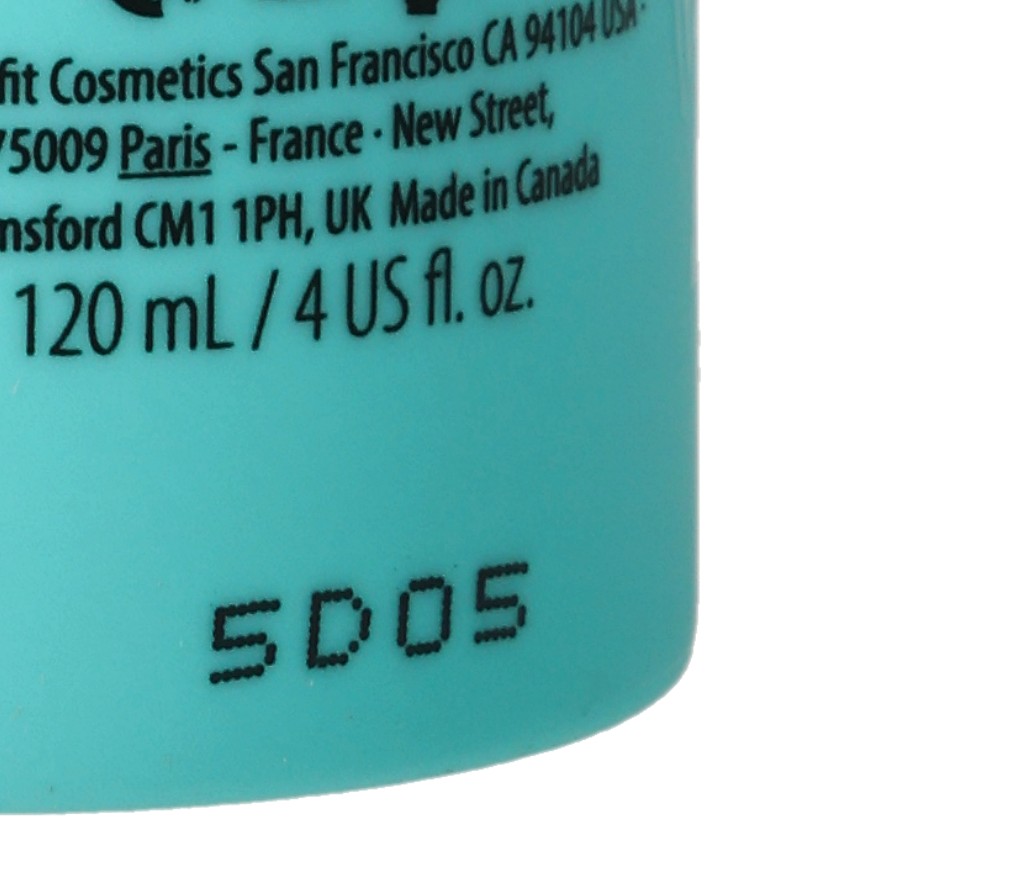 fit Cosmetics San Francisco CA 94104 USA ·
75009 Paris - France · New Street,
nsford CM1 1PH, UK Made in Canada
120 mL / 4 US fl. oz.
5D05